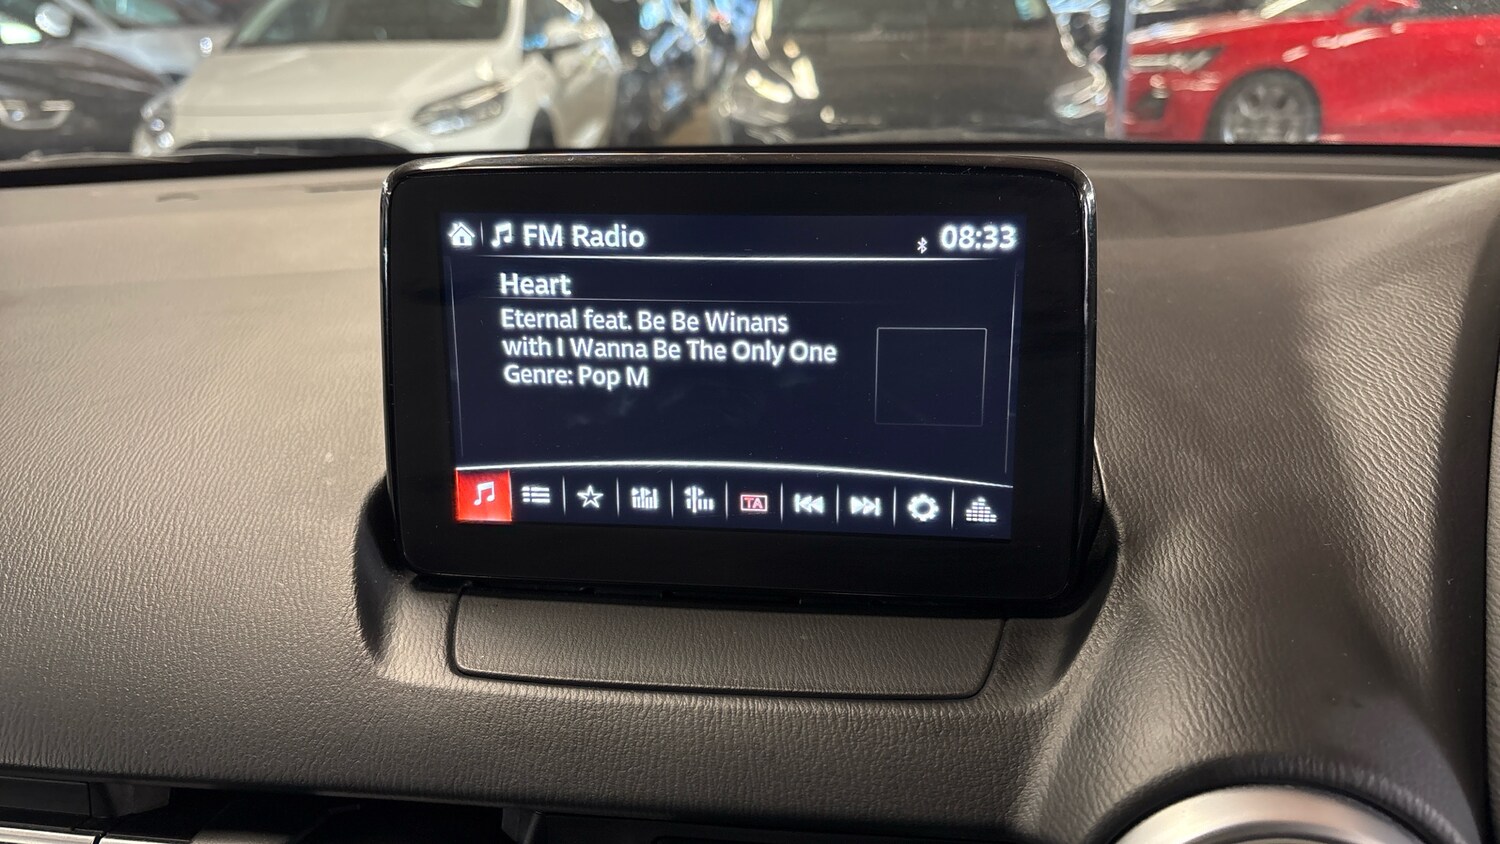 FM Radio 08:33
Heart
Eternal feat. Be Be Winans
with I Wanna Be The Only One
Genre: Pop M
TA